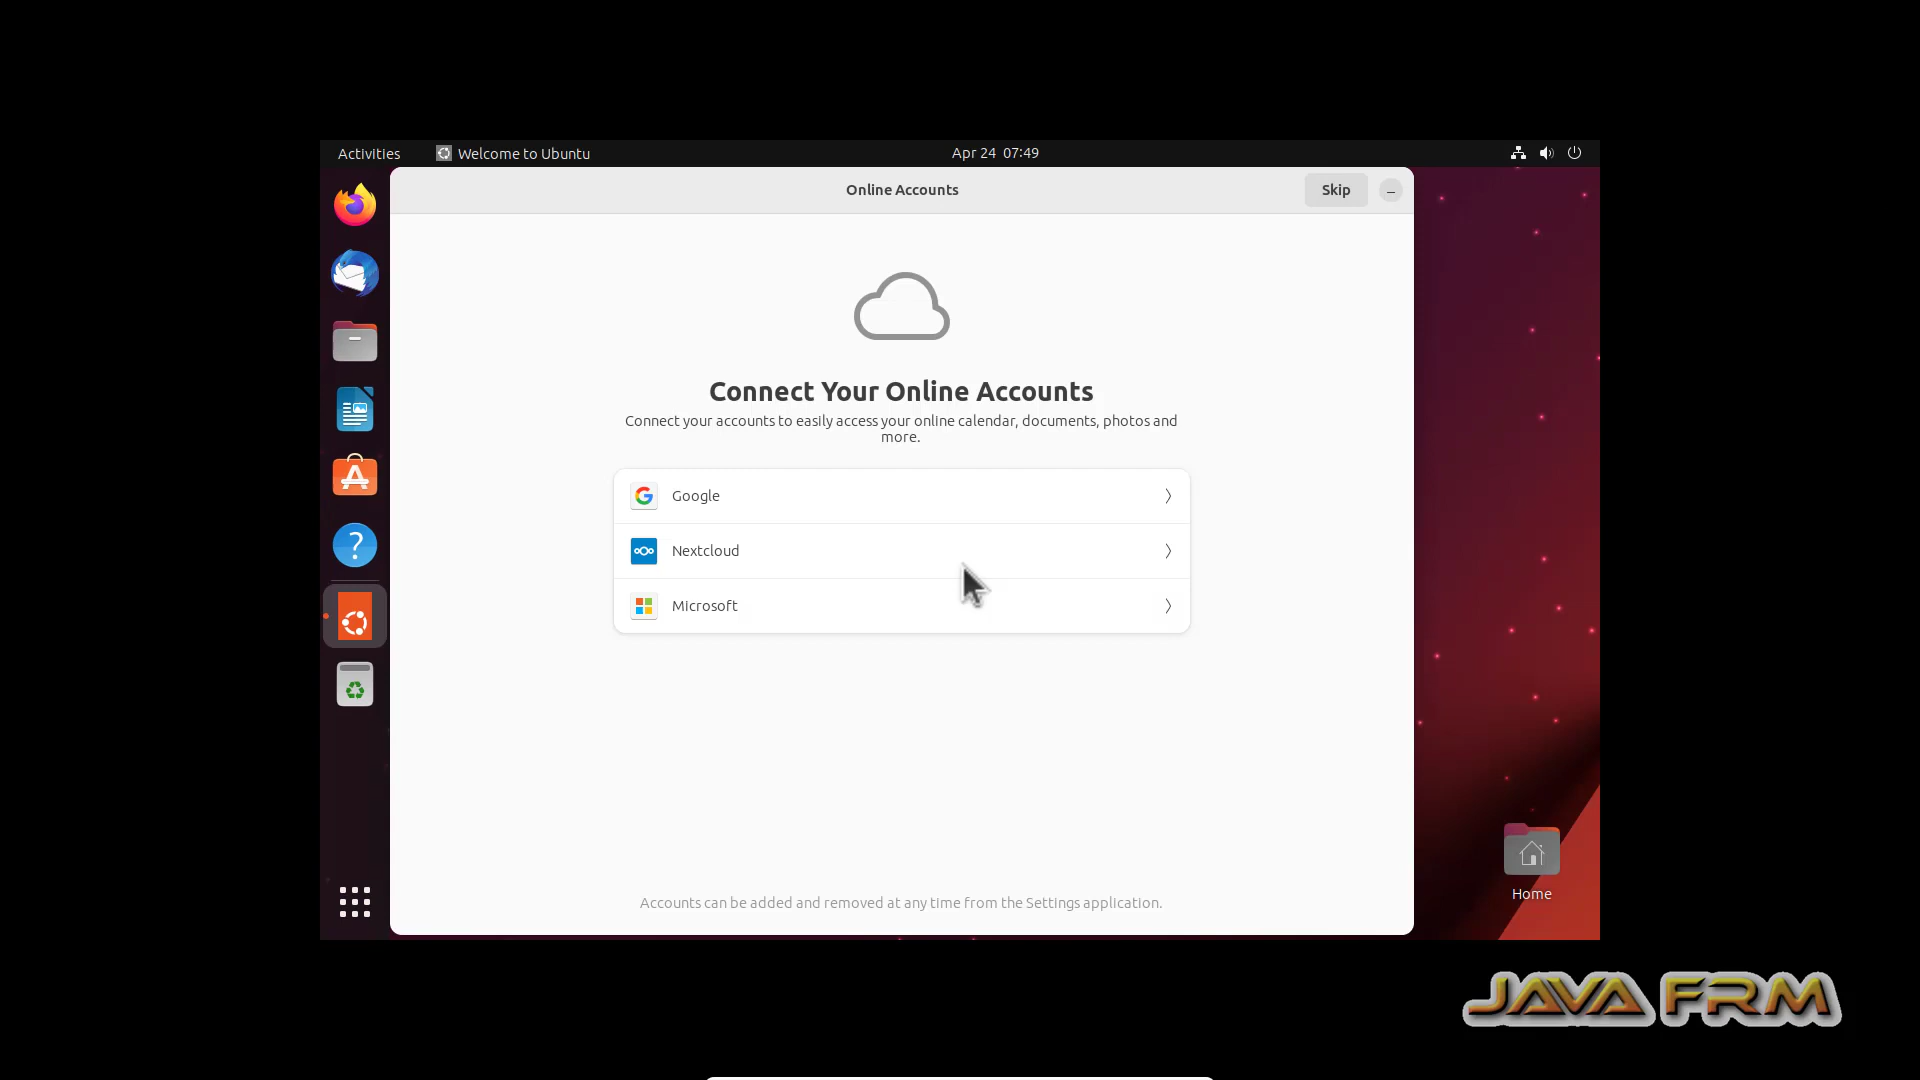 Activities
Welcome to Ubuntu
Apr 24 07:49
Online Accounts
Skip
Connect Your Online Accounts
Connect your accounts to easily access your online calendar, documents, photos and
more.
Google
Nextcloud
Microsoft
Accounts can be added and removed at any time from the Settings application.
Home
JAVA FRM